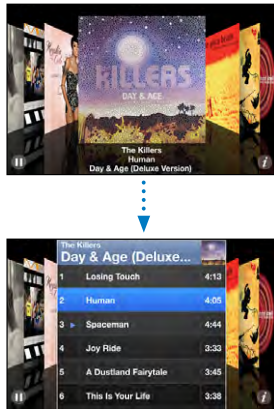 KILLERS
DAY & AGE
The Killers
Human
Day & Age (Deluxe Version)
The Killers
Day & Age (Deluxe...
1 Losing Touch 4:13
2 Human 4:05
3 Spaceman 4:44
4 Joy Ride 3:33
5 A Dustland Fairytale 3:45
6 This Is Your Life 3:38